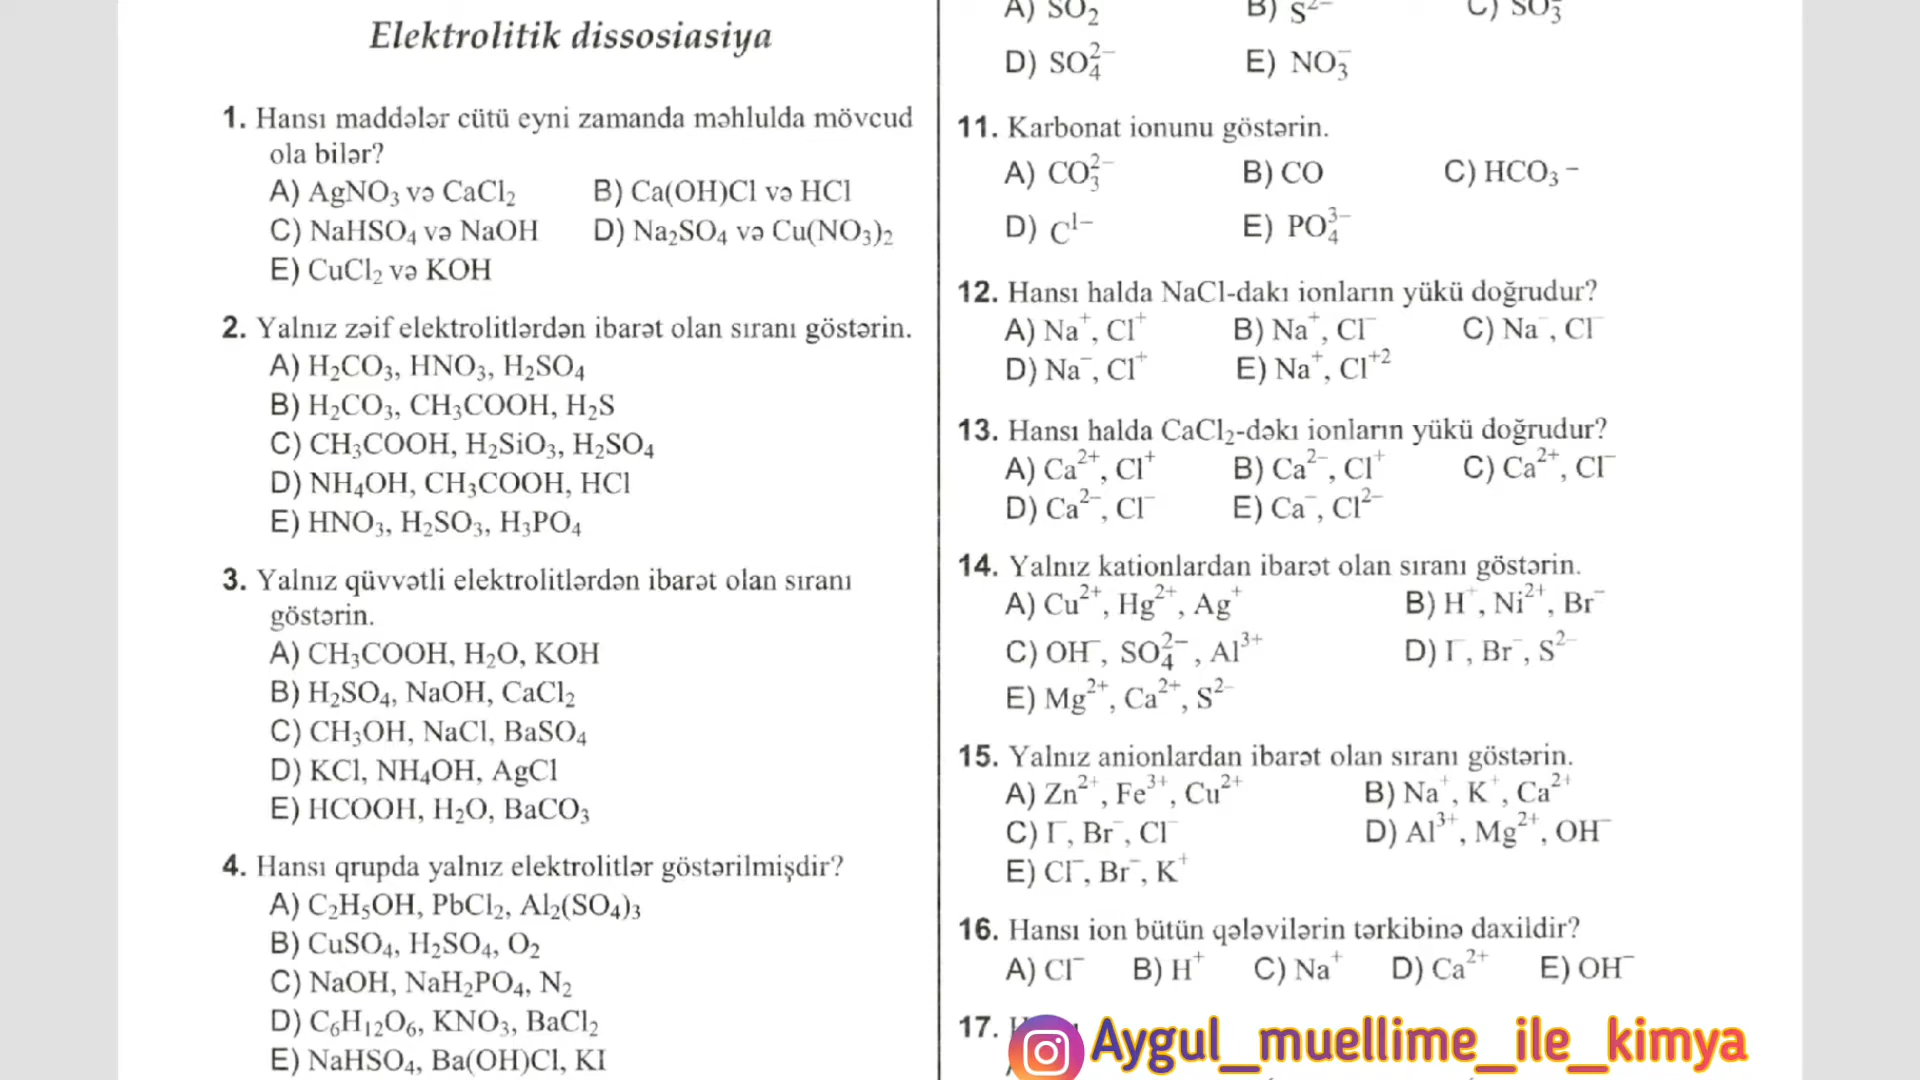 Elektrolitik dissosiasiya
1. Hansı maddələr cütü eyni zamanda məhlulda mövcud
ola bilər?
A) AgNO₃ və CaCl₂ B) Ca(OH)Cl və HCl
C) NaHSO₄ və NaOH D) Na₂SO₄ və Cu(NO₃)₂
E) CuCl₂ və KOH
2. Yalnız zəif elektrolitlərdən ibarət olan sıranı göstərin.
A) H₂CO₃, HNO₃, H₂SO₄
B) H₂CO₃, CH₃COOH, H₂S
C) CH₃COOH, H₂SiO₃, H₂SO₄
D) NH₄OH, CH₃COOH, HCl
E) HNO₃, H₂SO₃, H₃PO₄
3. Yalnız qüvvətli elektrolitlərdən ibarət olan sıranı
göstərin.
A) CH₃COOH, H₂O, KOH
B) H₂SO₄, NaOH, CaCl₂
C) CH₃OH, NaCl, BaSO₄
D) KCl, NH₄OH, AgCl
E) HCOOH, H₂O, BaCO₃
4. Hansı qrupda yalnız elektrolitlər göstərilmişdir?
A) C₂H₅OH, PbCl₂, Al₂(SO₄)₃
B) CuSO₄, H₂SO₄, O₂
C) NaOH, NaH₂PO₄, N₂
D) C₆H₁₂O₆, KNO₃, BaCl₂
E) NaHSO₄, Ba(OH)Cl, KI
A) SO₂ B) S²⁻ C) SO₃⁻
D) SO₄²⁻ E) NO₃⁻
11. Karbonat ionunu göstərin.
A) CO₃²⁻ B) CO C) HCO₃⁻
D) C¹⁻ E) PO₄³⁻
12. Hansı halda NaCl-dakı ionların yükü doğrudur?
A) Na⁺, Cl⁺ B) Na⁺, Cl⁻ C) Na⁻, Cl⁻
D) Na⁻, Cl⁺ E) Na⁺, Cl⁺²
13. Hansı halda CaCl₂-dəkı ionların yükü doğrudur?
A) Ca²⁺, Cl⁺ B) Ca²⁻, Cl⁺ C) Ca²⁺, Cl⁻
D) Ca²⁻, Cl⁻ E) Ca⁻, Cl²⁻
14. Yalnız kationlardan ibarət olan sıranı göstərin.
A) Cu²⁺, Hg²⁺, Ag⁺ B) H⁺, Ni²⁺, Br⁻
C) OH⁻, SO₄²⁻, Al³⁺ D) I⁻, Br⁻, S²⁻
E) Mg²⁺, Ca²⁺, S²⁻
15. Yalnız anionlardan ibarət olan sıranı göstərin.
A) Zn²⁺, Fe³⁺, Cu²⁺ B) Na⁺, K⁺, Ca²⁺
C) I⁻, Br⁻, Cl⁻ D) Al³⁺, Mg²⁺, OH⁻
E) Cl⁻, Br⁻, K⁺
16. Hansı ion bütün qələvilərin tərkibinə daxildir?
A) Cl⁻ B) H⁺ C) Na⁺ D) Ca²⁺ E) OH⁻
17.
Aygul_muellime_ile_kimya